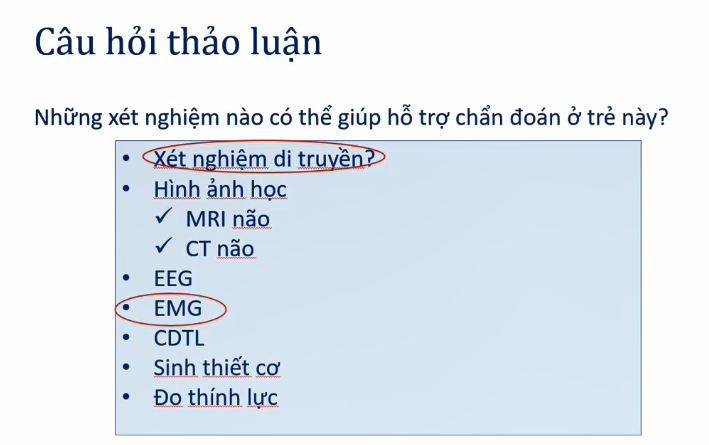 Câu hỏi thảo luận
Những xét nghiệm nào có thể giúp hỗ trợ chẩn đoán ở trẻ này?
• Xét nghiệm di truyền?
• Hình ảnh học
✓ MRI não
✓ CT não
• EEG
• EMG
• CDTL
• Sinh thiết cơ
• Đo thính lực